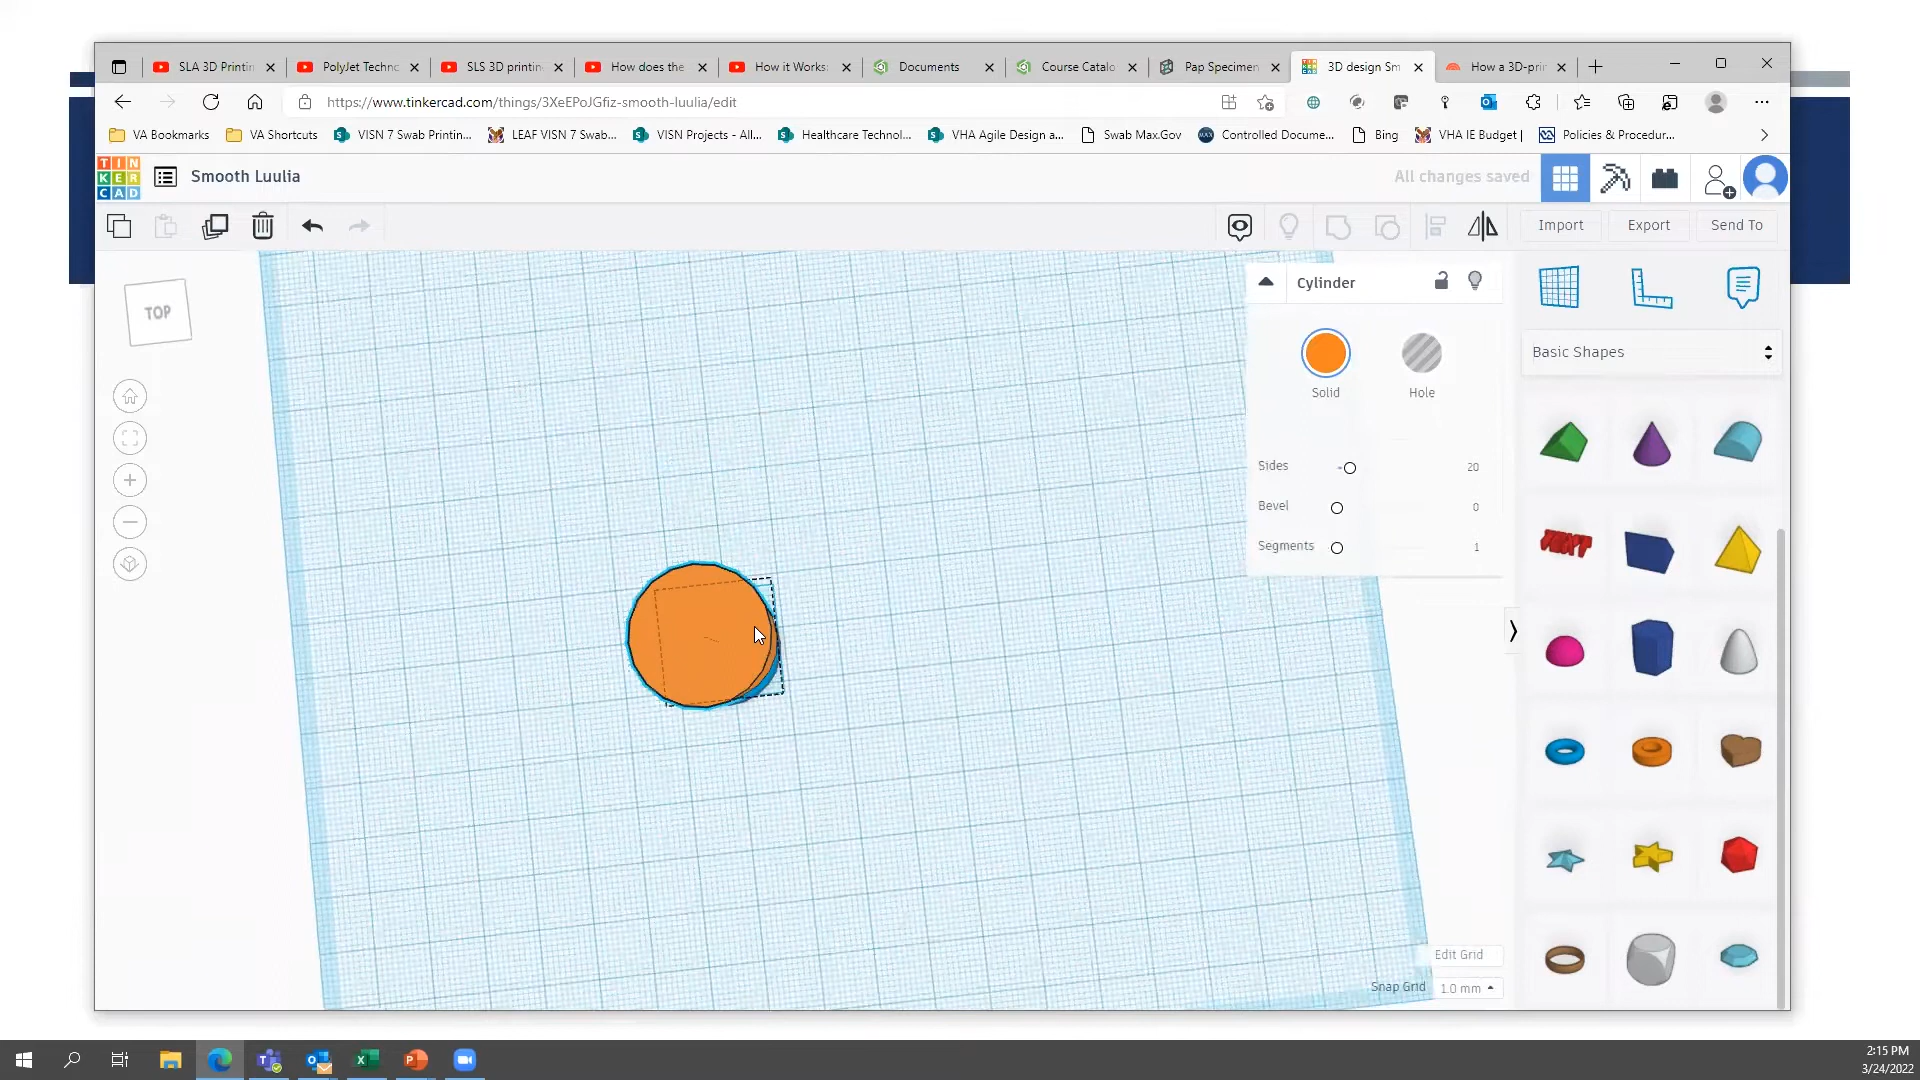 SLA 3D Printin
PolyJet Techno
SLS 3D printin
How does the
How it Works:
Documents
Course Catalo
Pap Specimen
3D design Sm
How a 3D-prin
https://www.tinkercad.com/things/3XeEPoJGfiz-smooth-luulia/edit
VA Bookmarks
VA Shortcuts
VISN 7 Swab Printin...
LEAF VISN 7 Swab...
VISN Projects - All...
Healthcare Technol...
VHA Agile Design a...
Swab Max.Gov
Controlled Docume...
Bing
VHA IE Budget |
Policies & Procedur...
TIN
KER
CAD
Smooth Luulia
All changes saved
Import
Export
Send To
TOP
Cylinder
Solid
Hole
Sides
20
Bevel
0
Segments
1
Basic Shapes
TEXT
Edit Grid
Snap Grid
1.0 mm
2:15 PM
3/24/2022